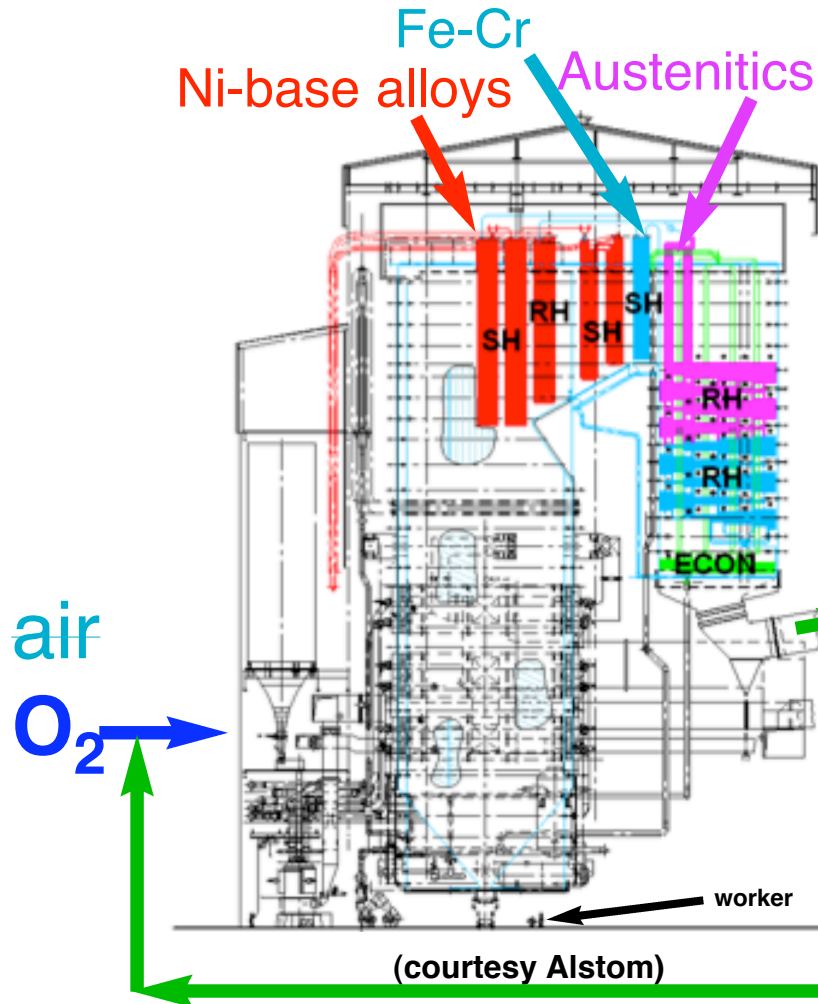 Fe-Cr
Ni-base alloys
Austenitics
SH
RH
SH
SH
RH
RH
ECON
air
O₂
worker
(courtesy Alstom)